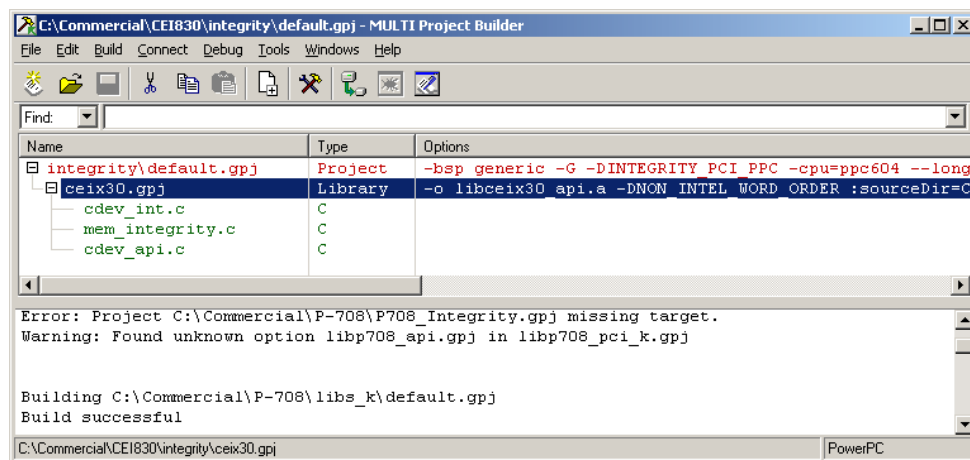 C:\Commercial\CEI830\integrity\default.gpj - MULTI Project Builder
File Edit Build Connect Debug Tools Windows Help
Find:
Name Type Options
integrity\default.gpj Project -bsp generic -G -DINTEGRITY_PCI_PPC -cpu=ppc604 --long
ceix30.gpj Library -o libceix30_api.a -DNON_INTEL_WORD_ORDER :sourceDir=C
cdev_int.c C
mem_integrity.c C
cdev_api.c C
Error: Project C:\Commercial\P-708\P708_Integrity.gpj missing target.
Warning: Found unknown option libp708_api.gpj in libp708_pci_k.gpj
Building C:\Commercial\P-708\libs_k\default.gpj
Build successful
C:\Commercial\CEI830\integrity\ceix30.gpj PowerPC